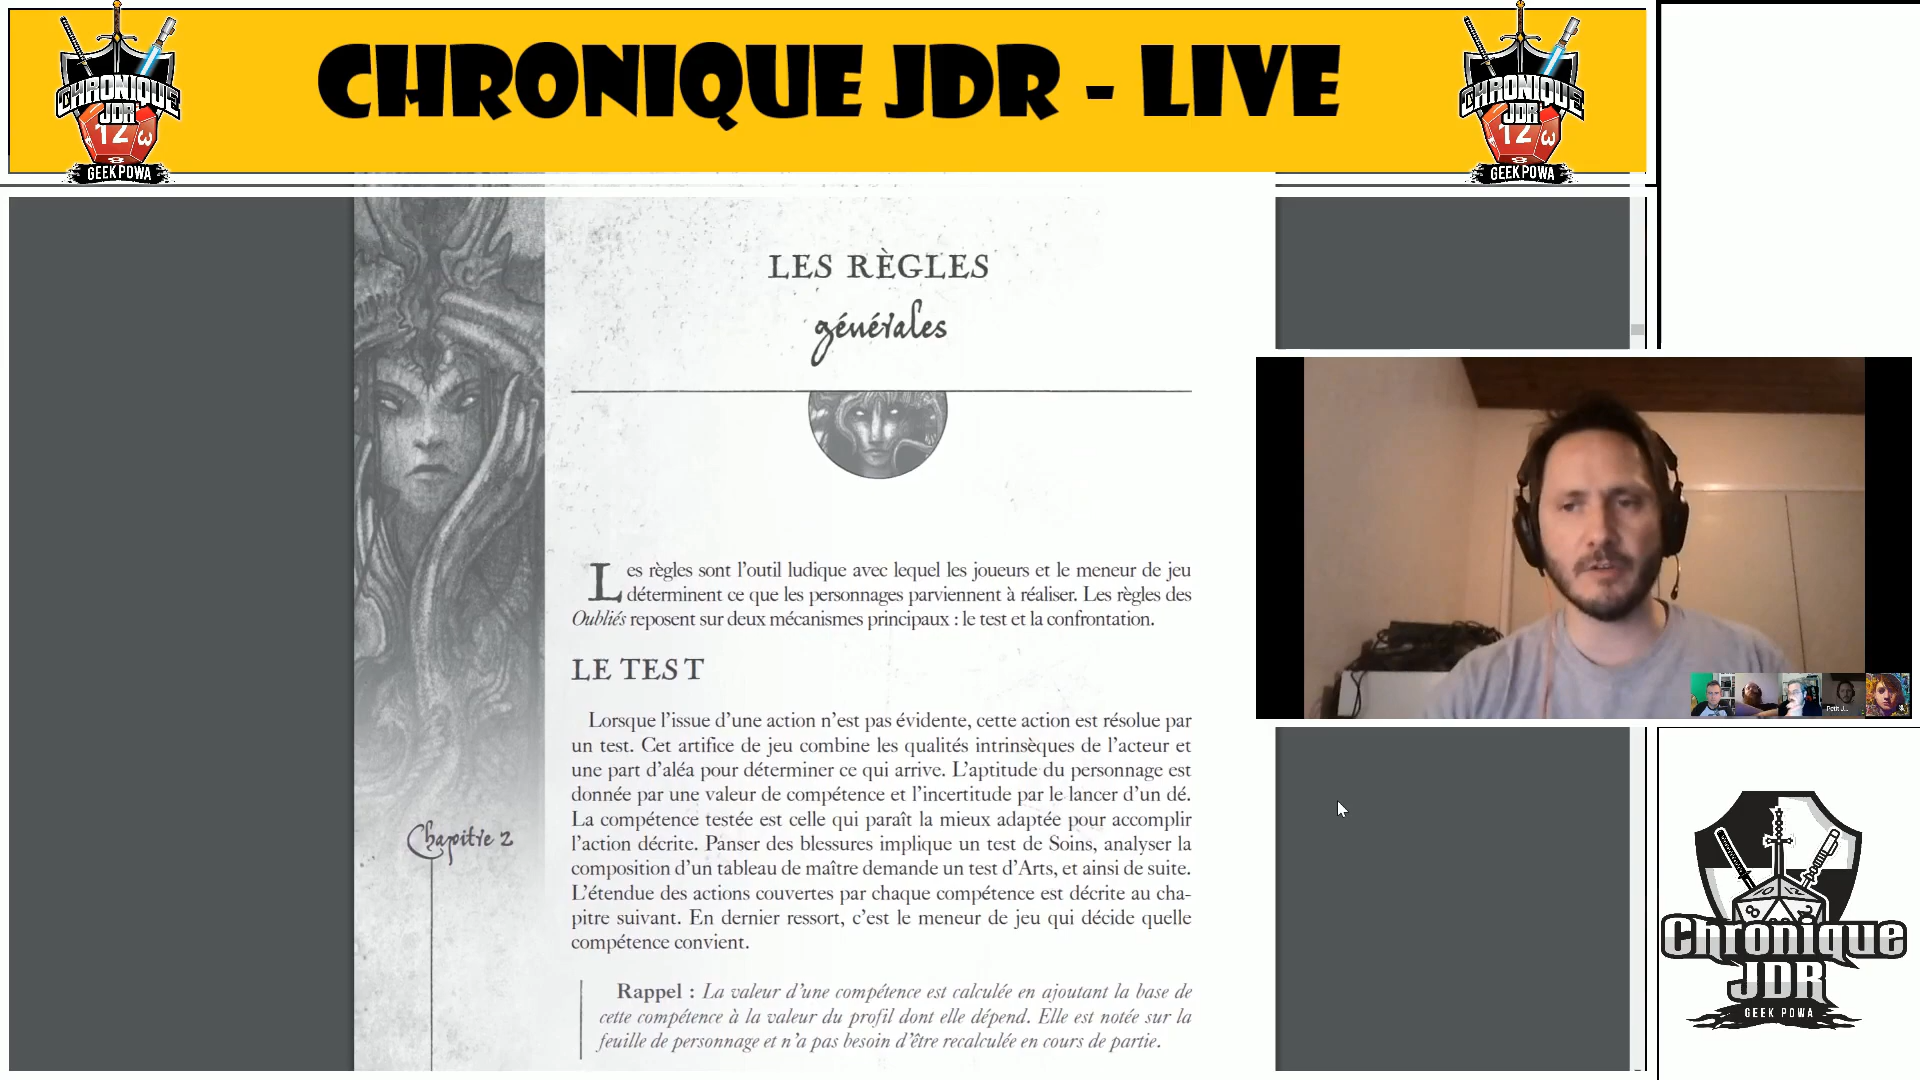 CHRONIQUE JDR - LIVE
CHRONIQUE
JDR
12
GEEK POWA
CHRONIQUE
JDR
12
GEEK POWA
LES RÈGLES
générales
Les règles sont l’outil ludique avec lequel les joueurs et le meneur de jeu
déterminent ce que les personnages parviennent à réaliser. Les règles des
Oubliés reposent sur deux mécanismes principaux : le test et la confrontation.
LE TEST
Lorsque l’issue d’une action n’est pas évidente, cette action est résolue par
un test. Cet artifice de jeu combine les qualités intrinsèques de l’acteur et
une part d’aléa pour déterminer ce qui arrive. L’aptitude du personnage est
donnée par une valeur de compétence et l’incertitude par le lancer d’un dé.
La compétence testée est celle qui paraît la mieux adaptée pour accomplir
l’action décrite. Panser des blessures implique un test de Soins, analyser la
composition d’un tableau de maître demande un test d’Arts, et ainsi de suite.
L’étendue des actions couvertes par chaque compétence est décrite au cha-
pitre suivant. En dernier ressort, c’est le meneur de jeu qui décide quelle
compétence convient.
Rappel : La valeur d’une compétence est calculée en ajoutant la base de
cette compétence à la valeur du profil dont elle dépend. Elle est notée sur la
feuille de personnage et n’a pas besoin d’être recalculée en cours de partie.
Chapitre 2
Petit J...
Chronique
JDR
GEEK POWA